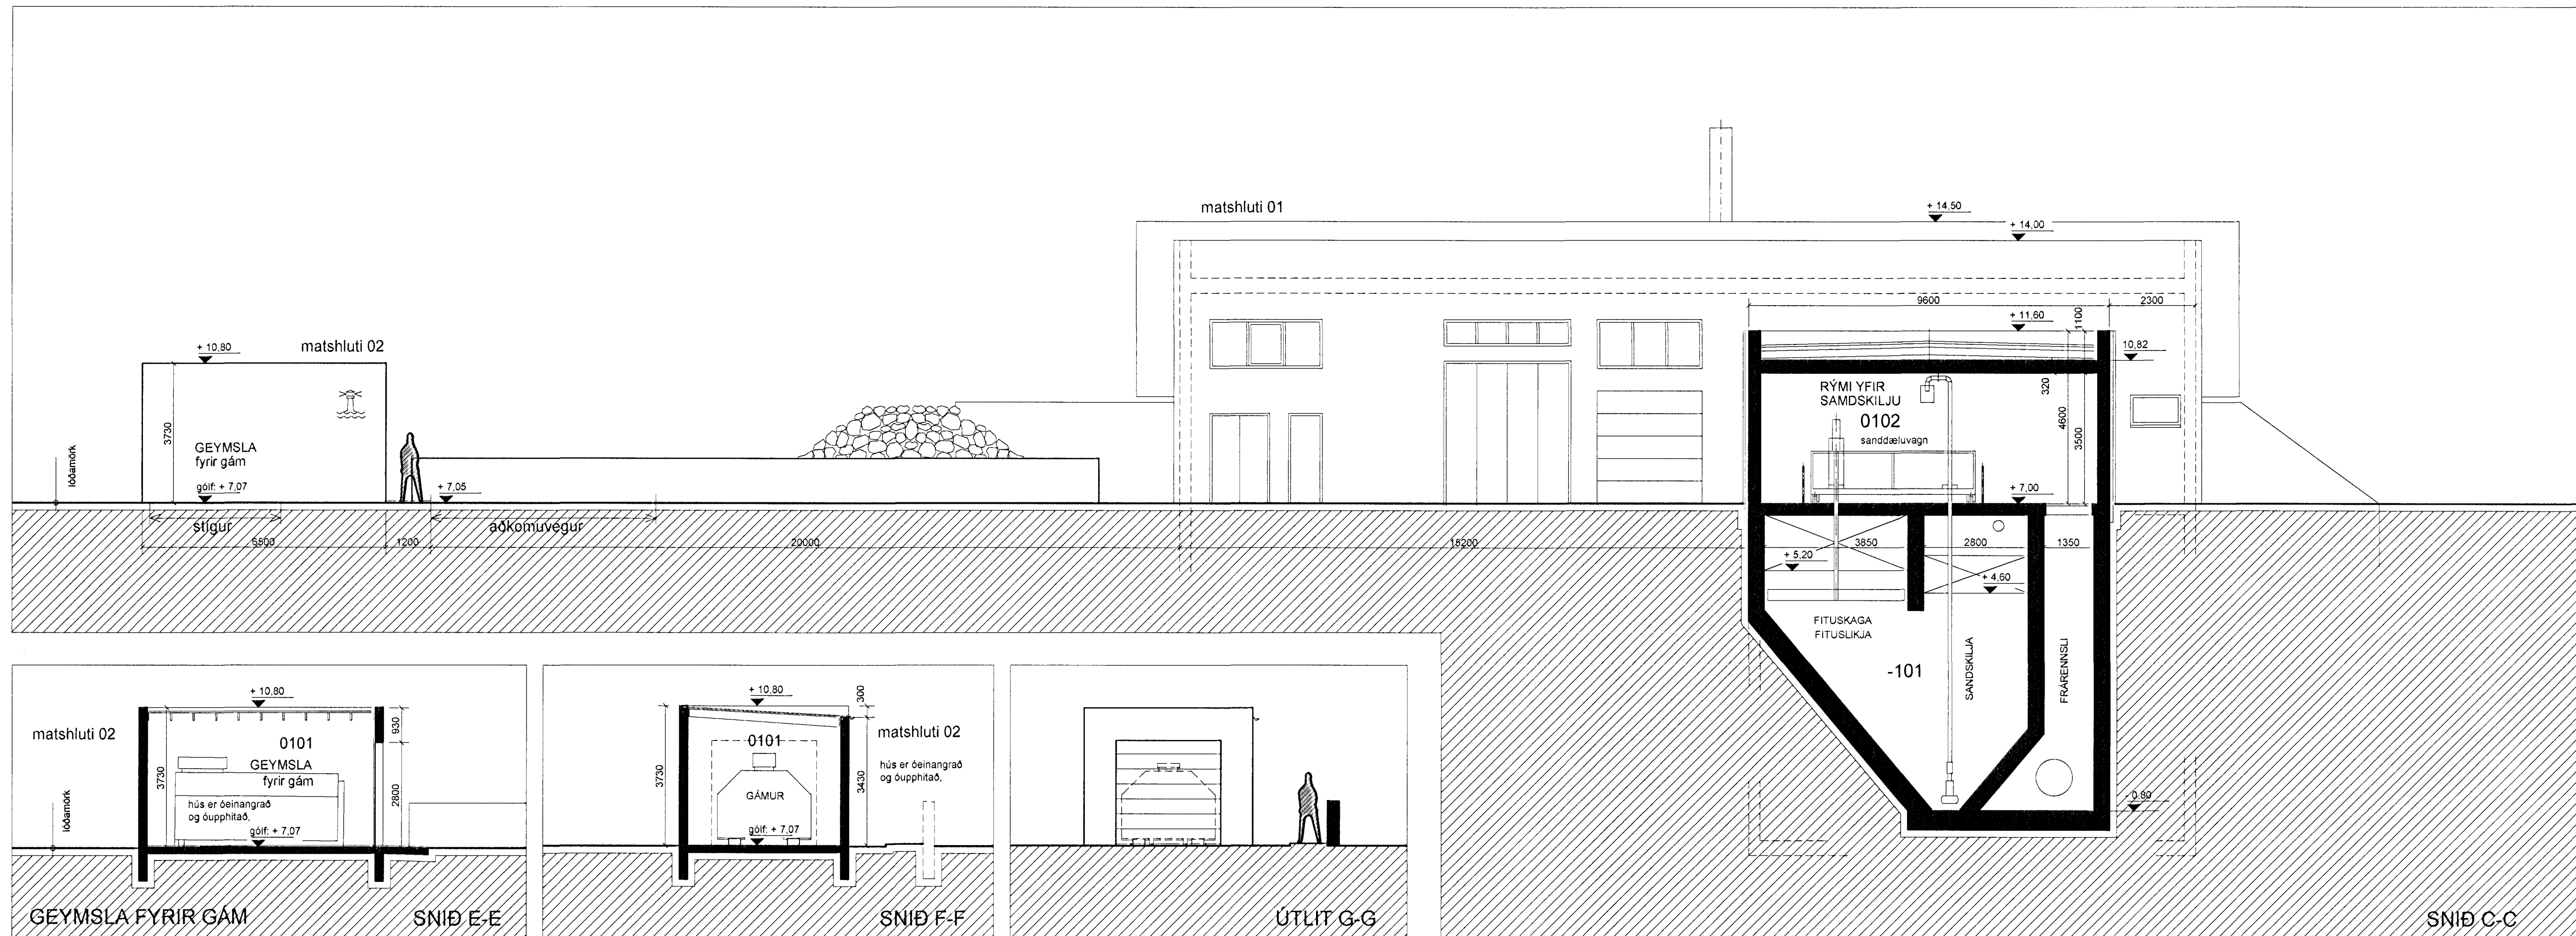 matshluti 01
+ 14,50
+ 14,00
9600
2300
+ 11,60
1100
10,82
+ 10,80
matshluti 02
3730
GEYMSLA
fyrir gám
gólf: + 7,07
lóðamörk
+ 7,05
stígur
aðkomuvegur
6500
1200
20000
15200
RÝMI YFIR
SAMDSKILJU
0102
sanddæluvagn
320
4600
3500
+ 7,00
3850
2800
1350
+ 5,20
+ 4,60
FITUSKAGA
FITUSLIKJA
-101
SANDSKILJA
FRÁRENNSLI
- 0,80
SNIÐ C-C
matshluti 02
+ 10,80
930
0101
GEYMSLA
fyrir gám
3730
2800
hús er óeinangrað
og óupphitað,
gólf: + 7,07
lóðamörk
GEYMSLA FYRIR GÁM
SNIÐ E-E
+ 10,80
300
0101
matshluti 02
3730
3430
hús er óeinangrað
og óupphitað,
GÁMUR
gólf: + 7,07
SNIÐ F-F
ÚTLIT G-G